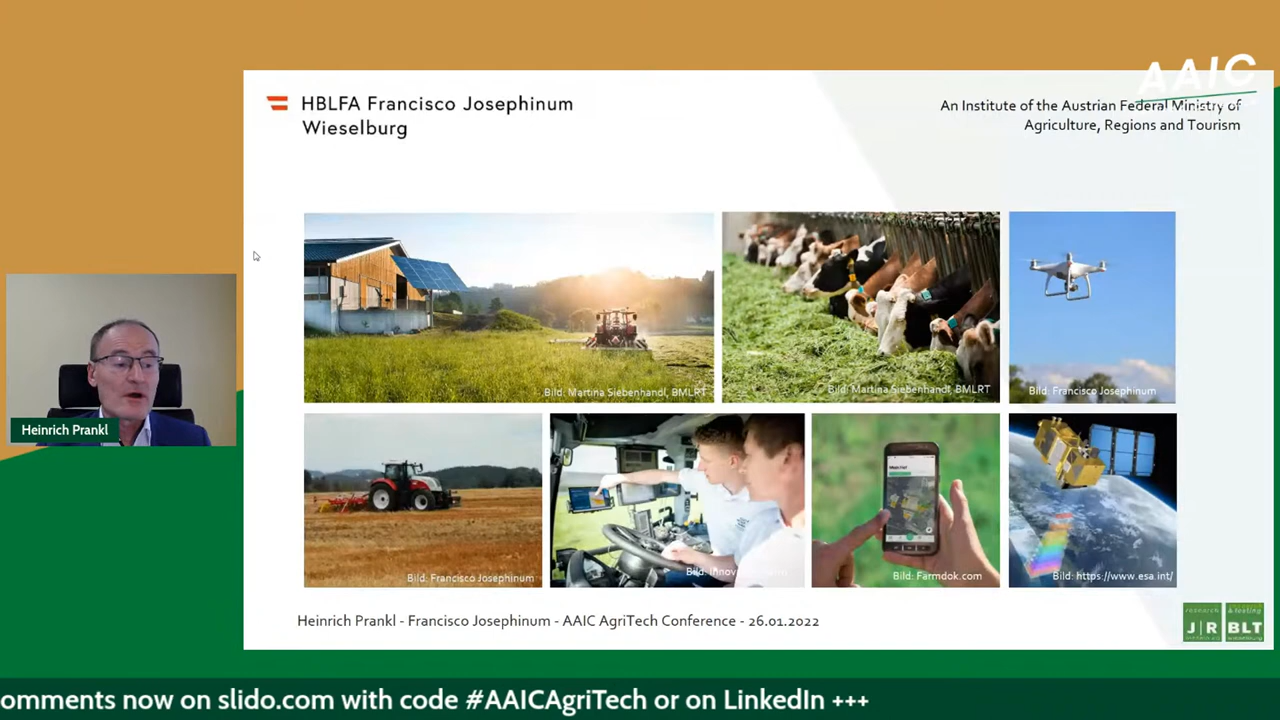 AAIC
HBLFA Francisco Josephinum
Wieselburg
An Institute of the Austrian Federal Ministry of
Agriculture, Regions and Tourism
Bild: Martina Siebenhandl, BMLRT
Bild: Martina Siebenhandl, BMLRT
Bild: Francisco Josephinum
Heinrich Prankl
Bild: Francisco Josephinum
Bild:
Bild: Farmdok.com
Bild: https://www.esa.int/
Heinrich Prankl - Francisco Josephinum - AAIC AgriTech Conference - 26.01.2022
research & testing
J|R BLT
omments now on slido.com with code #AAICAgriTech or on LinkedIn +++